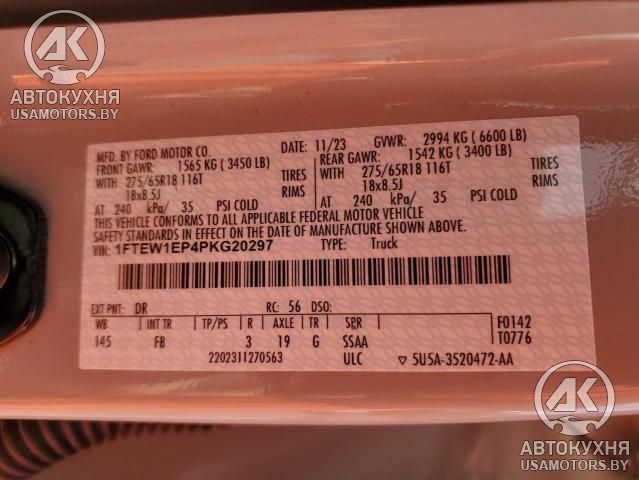 АВТОКУХНЯ
USAMOTORS.BY
MFD. BY FORD MOTOR CO. DATE: 11/23 GVWR: 2994 KG (6600 LB)
FRONT GAWR: 1565 KG (3450 LB) REAR GAWR: 1542 KG (3400 LB)
WITH 275/65R18 116T TIRES WITH 275/65R18 116T TIRES
18x8.5J RIMS 18x8.5J RIMS
AT 240 kPa/ 35 PSI COLD AT 240 kPa/ 35 PSI COLD
THIS VEHICLE CONFORMS TO ALL APPLICABLE FEDERAL MOTOR VEHICLE
SAFETY STANDARDS IN EFFECT ON THE DATE OF MANUFACTURE SHOWN ABOVE.
VIN: 1FTEW1EP4PKG20297 TYPE: Truck
EXT PNT: DR RC: 56 DSO:
WB INT TR TP/PS R AXLE TR SPR F0142
145 FB 3 19 G SSAA T0776
2202311270563 ULC ▽ 5U5A-3520472-AA
АВТОКУХНЯ
USAMOTORS.BY